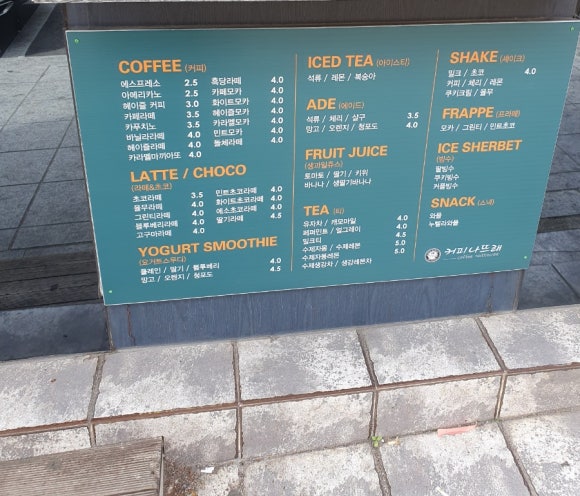 COFFEE (커피)
에스프레소 2.5
아메리카노 2.5
헤이즐 커피 3.0
카페라떼 3.5
카푸치노 3.5
바닐라라떼 4.0
헤이즐라떼 4.0
카라멜마끼아또 4.0
흑당라떼 4.0
카페모카 4.0
화이트모카 4.0
헤이즐모카 4.0
카라멜모카 4.0
민트모카 4.0
돌체라떼 4.0
LATTE / CHOCO
(라떼&초코)
초코라떼 3.5
율무라떼 4.0
그린티라떼 4.0
블루베리라떼 4.0
고구마라떼 4.0
민트초코라떼 4.0
화이트초코라떼 4.0
에소초코라떼 4.0
딸기라떼 4.5
YOGURT SMOOTHIE
(요거트스무디)
플레인 / 딸기 / 블루베리 4.0
망고 / 오렌지 / 청포도 4.5
ICED TEA (아이스티)
석류 / 레몬 / 복숭아
ADE (에이드)
석류 / 체리 / 살구 3.5
망고 / 오렌지 / 청포도 4.0
FRUIT JUICE
(생과일쥬스)
토마토 / 딸기 / 키위
바나나 / 생딸기바나나
TEA (티)
유자차 / 캐모마일 4.0
페퍼민트 / 얼그레이 4.0
밀크티 4.5
수제자몽 / 수제레몬 5.0
수제자몽돌레몬 5.0
수제생강차 / 생강레몬차
SHAKE (쉐이크)
밀크 / 초코 4.0
커피 / 체리 / 레몬
쿠키크림 / 율무
FRAPPE (프라페)
모카 / 그린티 / 민트초코
ICE SHERBET
(빙수)
팥빙수
쿠키빙수
커플빙수
SNACK (스낵)
와플
누텔라와플
커피나뜨래